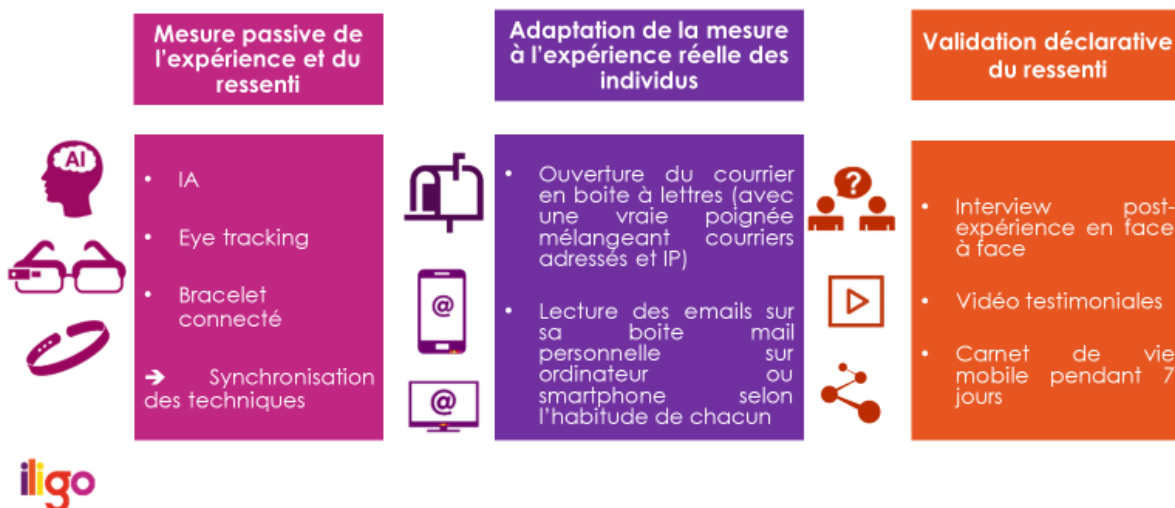 Mesure passive de
l'expérience et du
ressenti
Adaptation de la mesure
à l'expérience réelle des
individus
Validation déclarative
du ressenti
AI
• IA
• Eye tracking
• Bracelet
connecté
➔ Synchronisation
des techniques
@
@
• Ouverture du courrier
en boite à lettres (avec
une vraie poignée
mélangeant courriers
adressés et IP)
• Lecture des emails sur
sa boite mail
personnelle sur
ordinateur ou
smartphone selon
l'habitude de chacun
?
• Interview post-
expérience en face
à face
• Vidéo testimoniales
• Carnet de vie
mobile pendant 7
jours
iligo